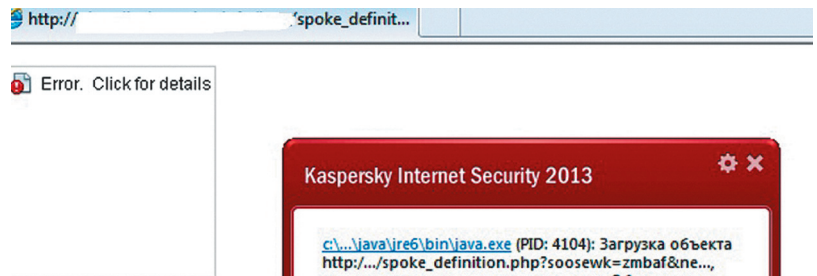 http:// /spoke_definit...
Error. Click for details
Kaspersky Internet Security 2013
c:\...\java\jre6\bin\java.exe (PID: 4104): Загрузка объекта
http:/.../spoke_definition.php?soosewk=zmbaf&ne...,